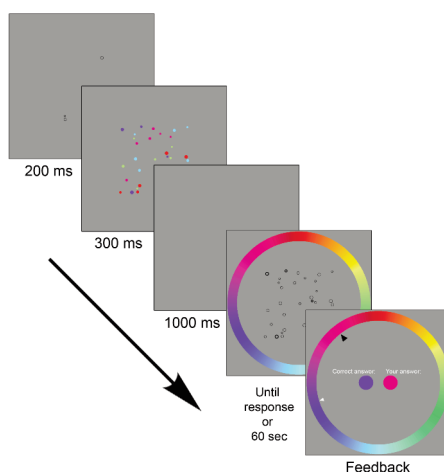 200 ms
300 ms
1000 ms
Until
response
or
60 sec
Correct answer:
Your answer:
Feedback